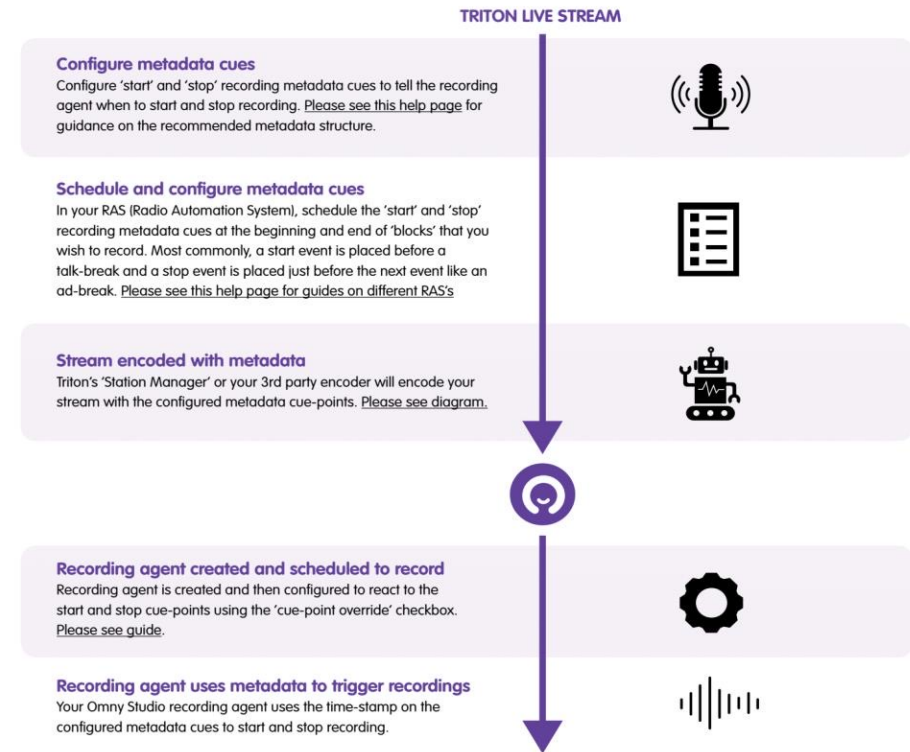 TRITON LIVE STREAM
Configure metadata cues
Configure ‘start’ and ‘stop’ recording metadata cues to tell the recording
agent when to start and stop recording. Please see this help page for
guidance on the recommended metadata structure.
Schedule and configure metadata cues
In your RAS (Radio Automation System), schedule the ‘start’ and ‘stop’
recording metadata cues at the beginning and end of ‘blocks’ that you
wish to record. Most commonly, a start event is placed before a
talk-break and a stop event is placed just before the next event like an
ad-break. Please see this help page for guides on different RAS’s
Stream encoded with metadata
Triton’s ‘Station Manager’ or your 3rd party encoder will encode your
stream with the configured metadata cue-points. Please see diagram.
Recording agent created and scheduled to record
Recording agent is created and then configured to react to the
start and stop cue-points using the ‘cue-point override’ checkbox.
Please see guide.
Recording agent uses metadata to trigger recordings
Your Omny Studio recording agent uses the time-stamp on the
configured metadata cues to start and stop recording.